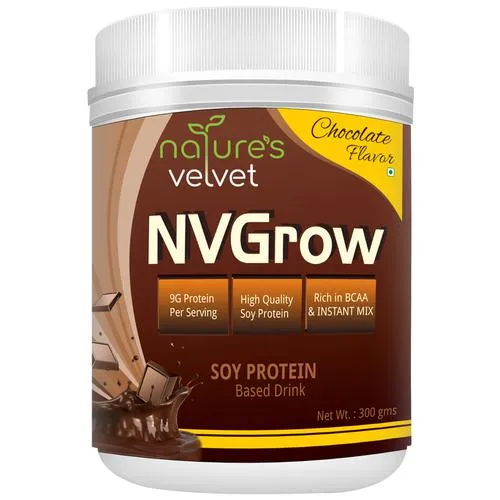 nature's
velvet
Chocolate
Flavor
NVGrow
9G Protein
Per Serving
High Quality
Soy Protein
Rich in BCAA
& INSTANT MIX
SOY PROTEIN
Based Drink
Net Wt. : 300 gms